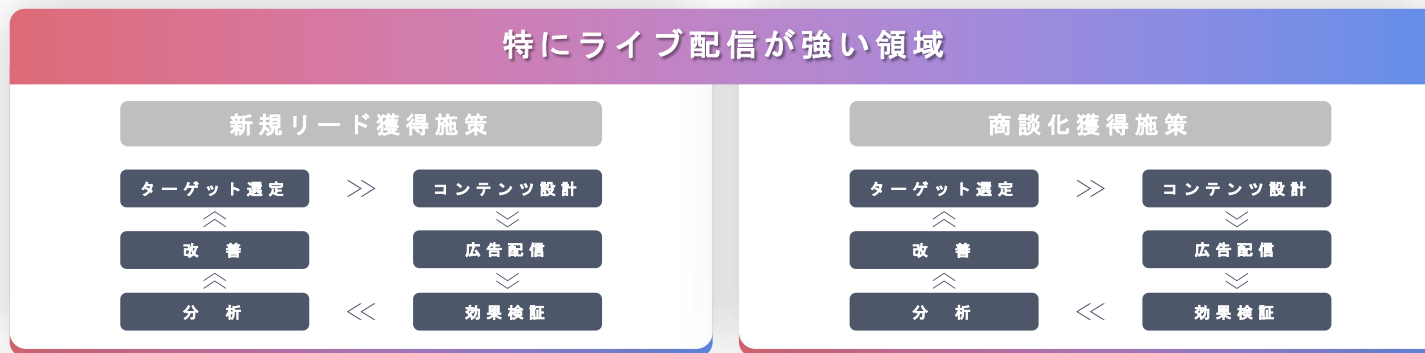 特にライブ配信が強い領域
新規リード獲得施策
ターゲット選定
コンテンツ設計
改 善
広告配信
分 析
効果検証
商談化獲得施策
ターゲット選定
コンテンツ設計
改 善
広告配信
分 析
効果検証